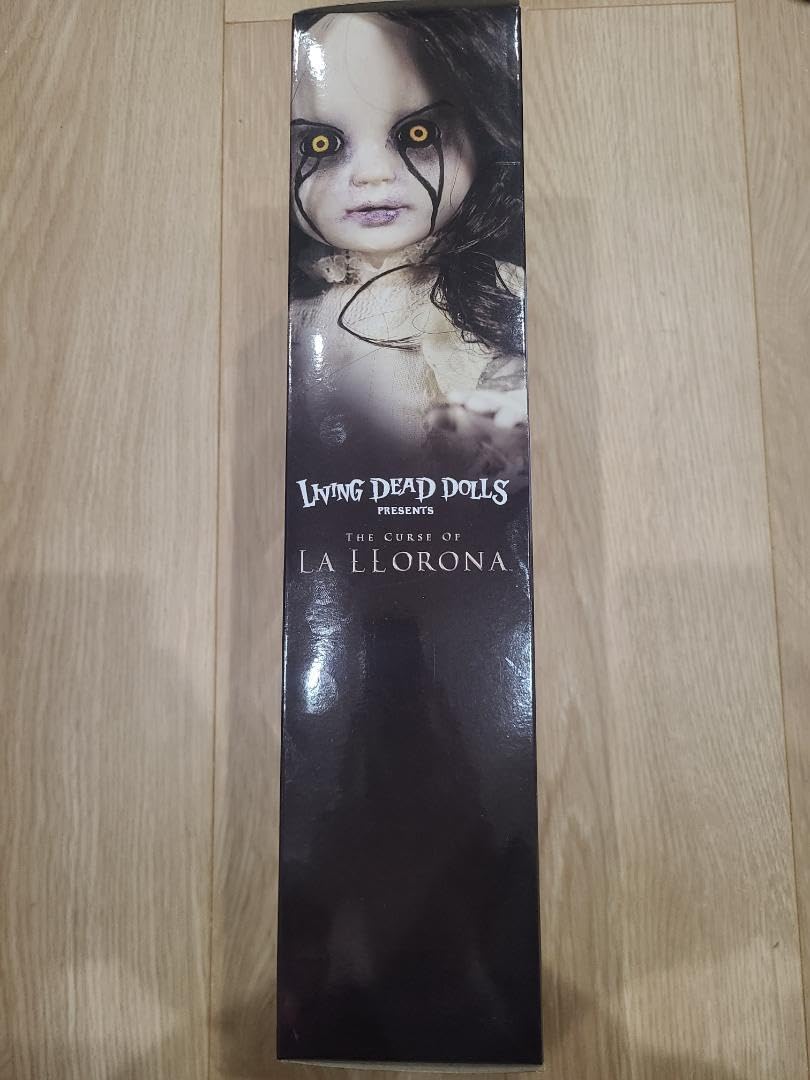 LIVING DEAD DOLLS
PRESENTS
THE CURSE OF
LA LLORONA